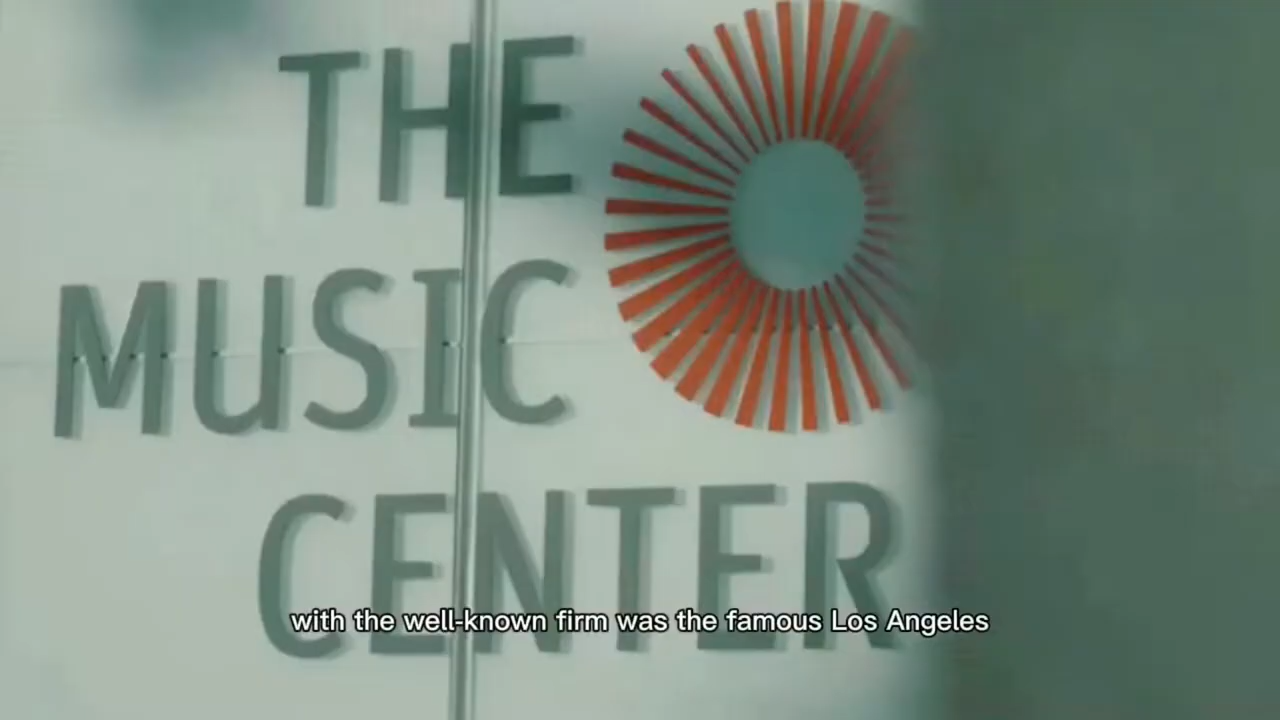 THE
MUSIC
CENTER
with the well-known firm was the famous Los Angeles